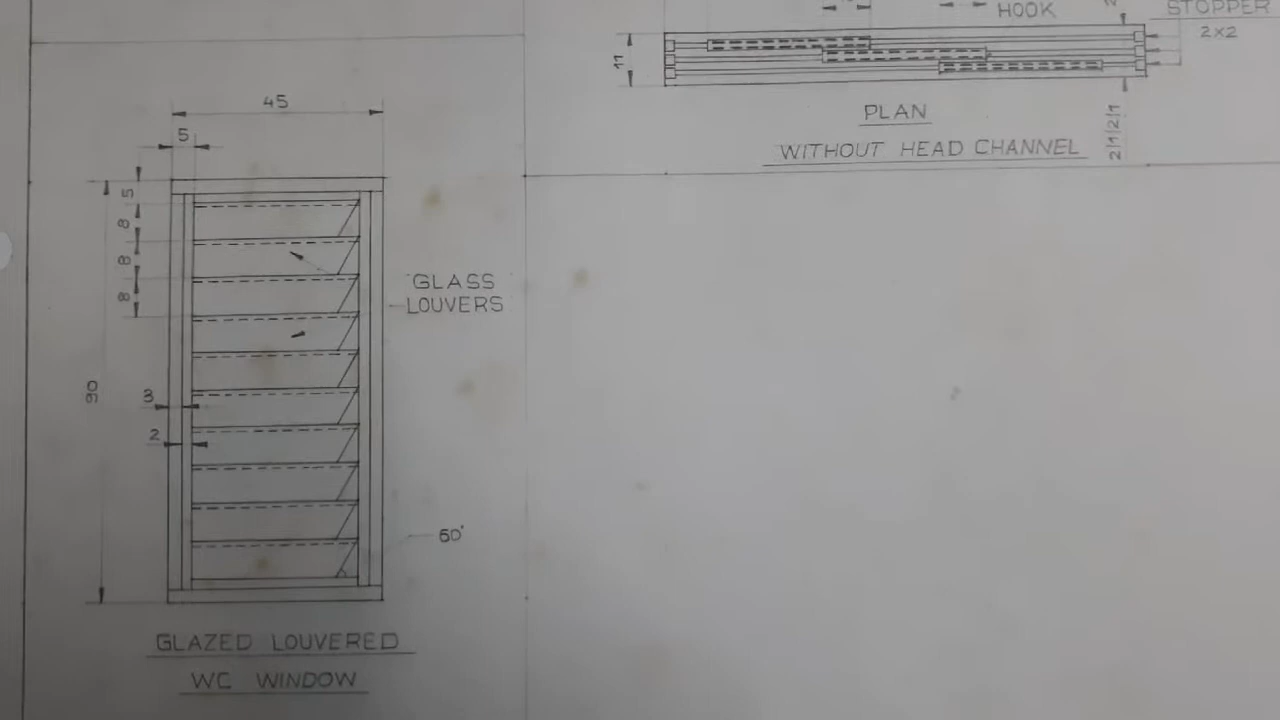 HOOK
STOPPER
2X2
11
PLAN
WITHOUT HEAD CHANNEL
2|1|2|1
45
5
5
8
8
8
GLASS
LOUVERS
90
3
2
60°
GLAZED LOUVERED
WC WINDOW